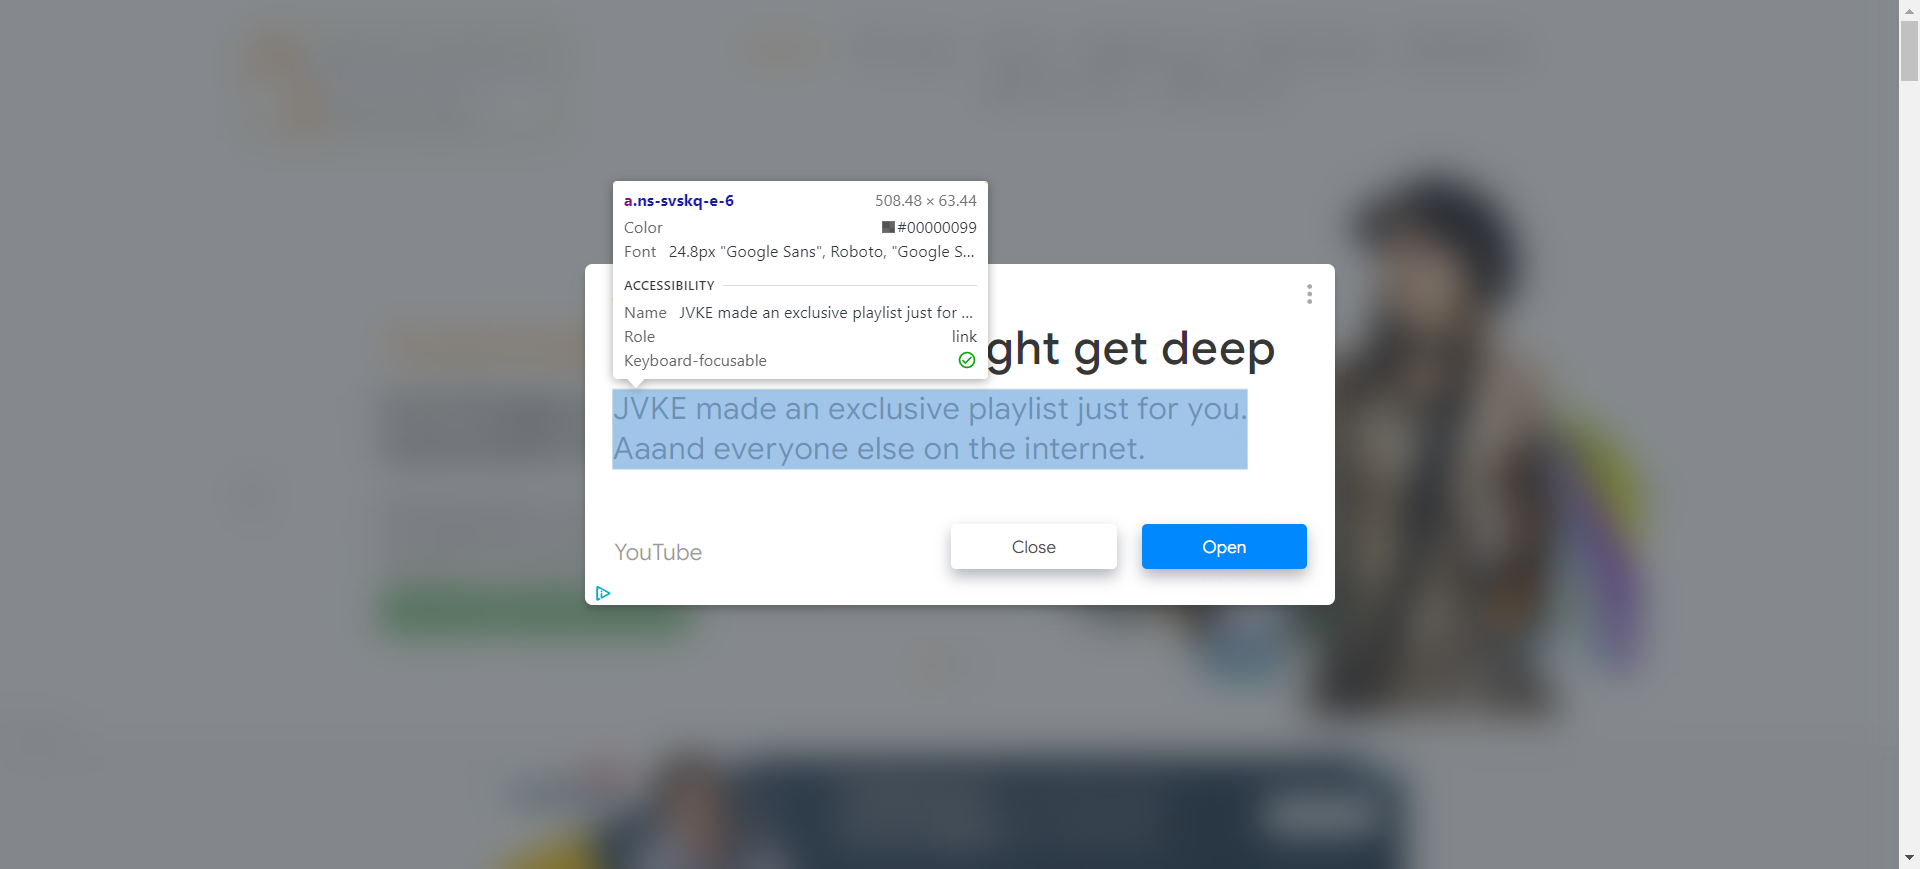 a.ns-svskq-e-6 508.48 × 63.44
Color #00000099
Font 24.8px "Google Sans", Roboto, "Google S...
ACCESSIBILITY
Name JVKE made an exclusive playlist just for ...
Role link
Keyboard-focusable
ght get deep
JVKE made an exclusive playlist just for you.
Aaand everyone else on the internet.
YouTube
Close
Open